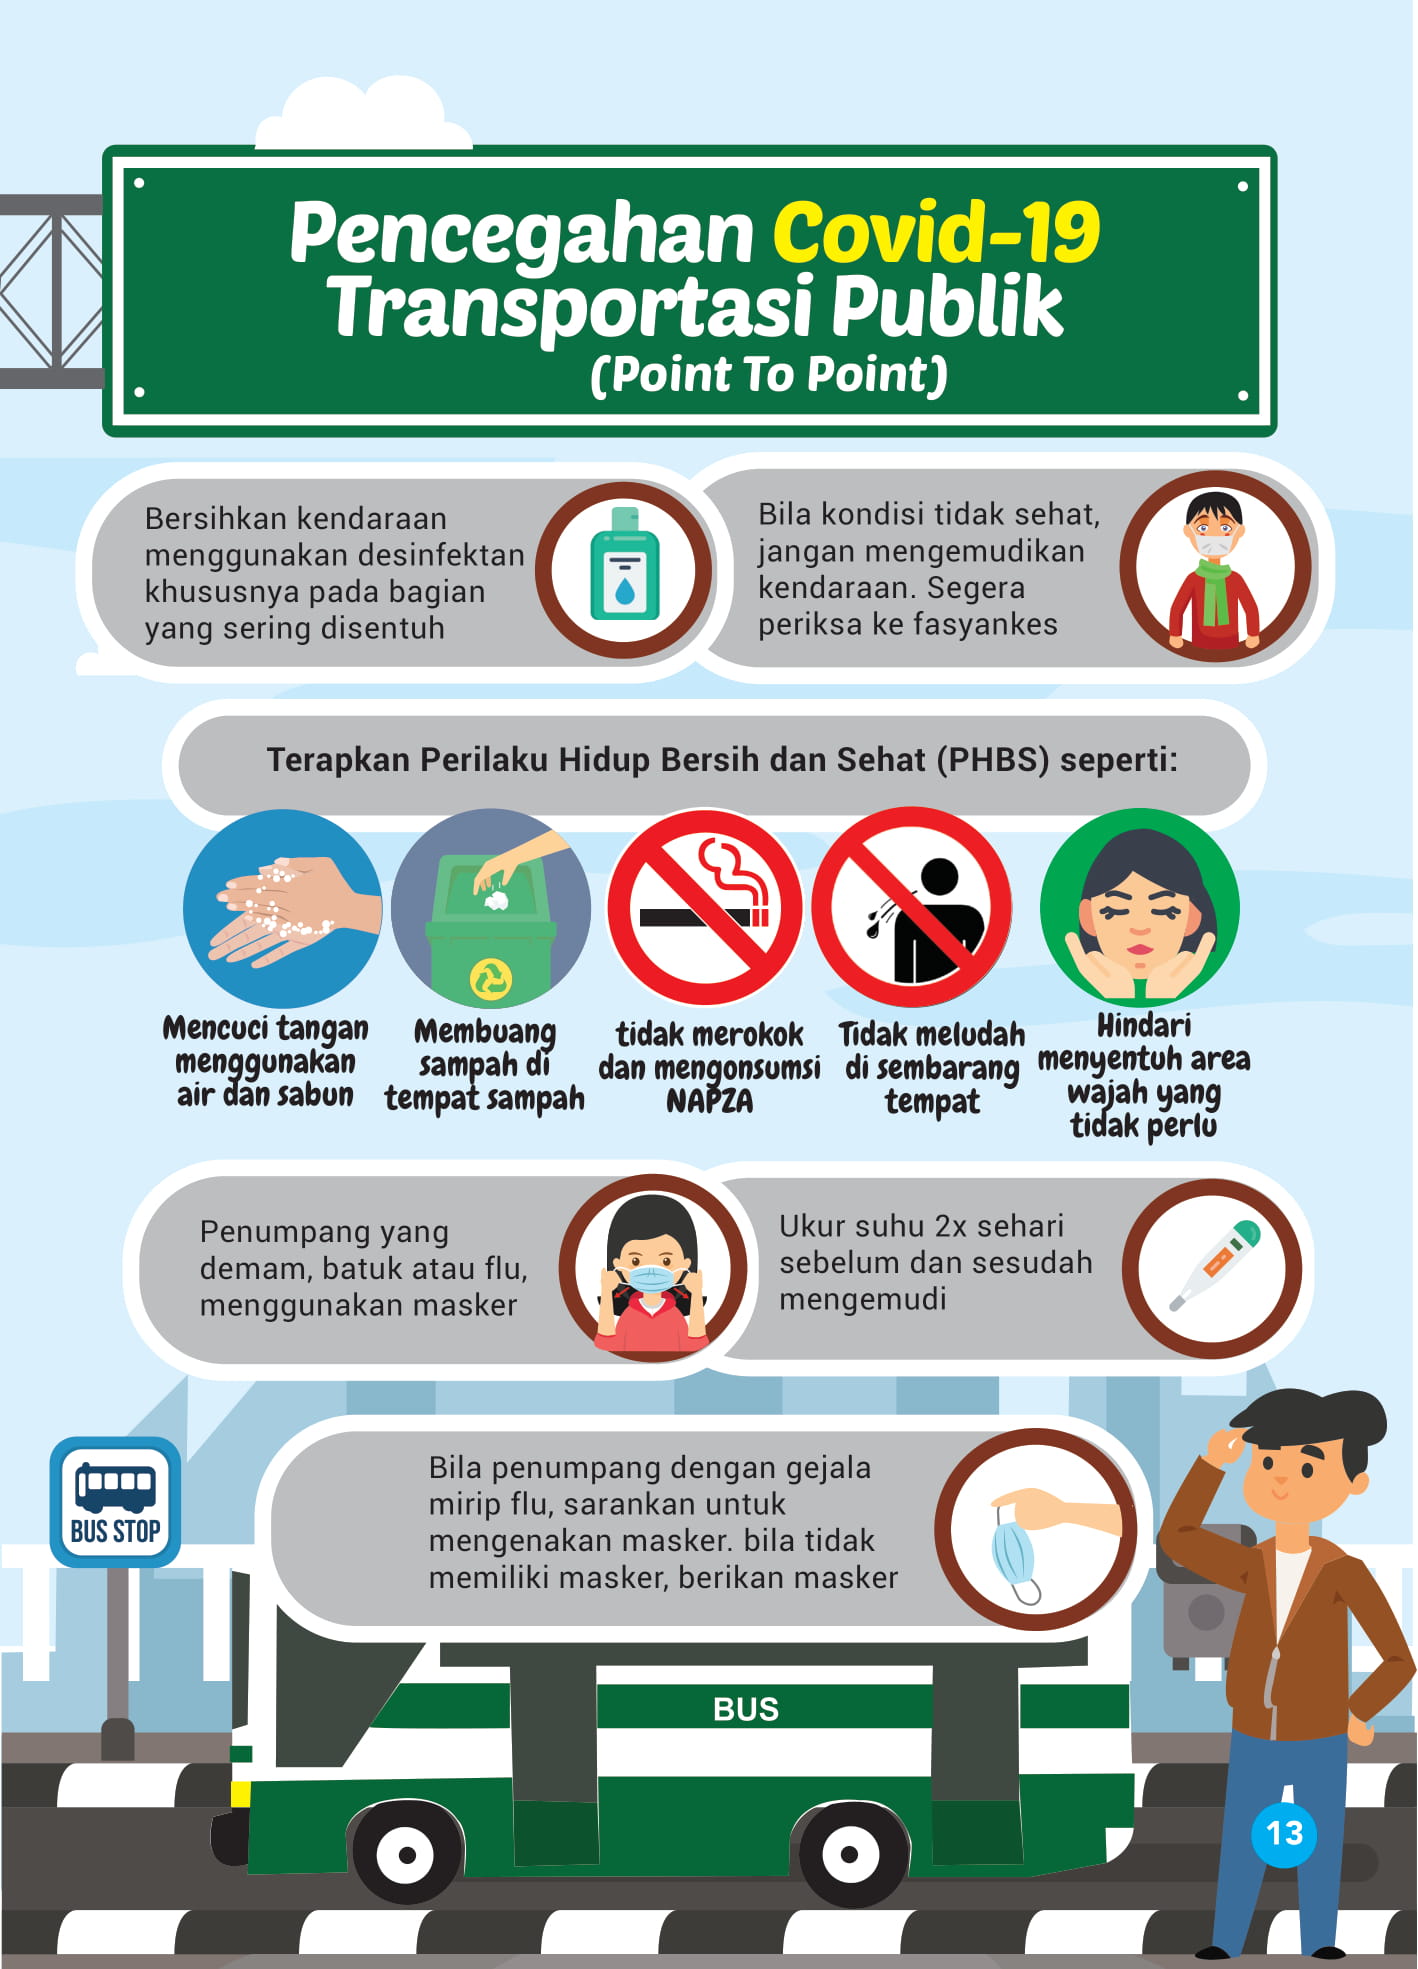 Pencegahan Covid-19
Transportasi Publik
(Point To Point)
Bersihkan kendaraan
menggunakan desinfektan
khususnya pada bagian
yang sering disentuh
Bila kondisi tidak sehat,
jangan mengemudikan
kendaraan. Segera
periksa ke fasyankes
Terapkan Perilaku Hidup Bersih dan Sehat (PHBS) seperti:
Mencuci tangan
menggunakan
air dan sabun
Membuang
sampah di
tempat sampah
tidak merokok
dan mengonsumsi
NAPZA
Tidak meludah
di sembarang
tempat
Hindari
menyentuh area
wajah yang
tidak perlu
Penumpang yang
demam, batuk atau flu,
menggunakan masker
Ukur suhu 2x sehari
sebelum dan sesudah
mengemudi
Bila penumpang dengan gejala
mirip flu, sarankan untuk
mengenakan masker. bila tidak
memiliki masker, berikan masker
BUS STOP
BUS
13